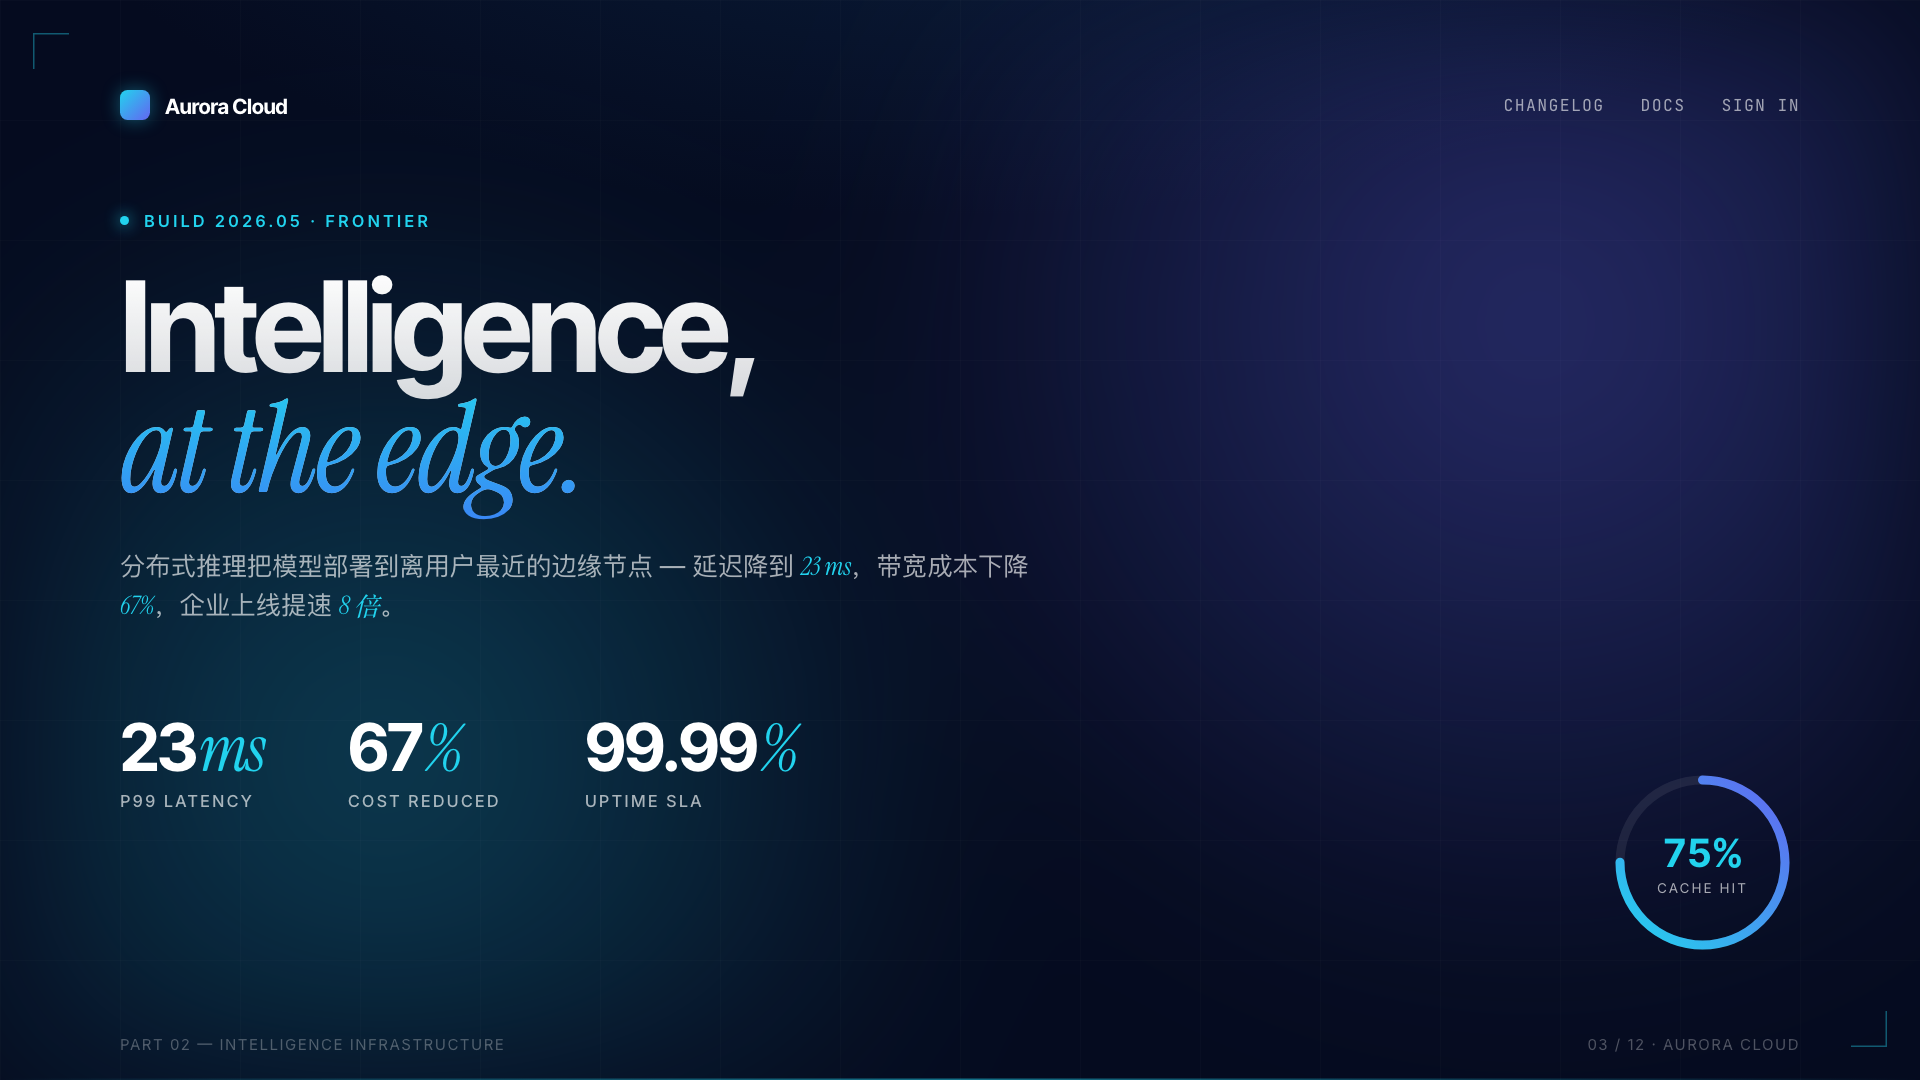 Aurora Cloud
CHANGELOG DOCS SIGN IN
BUILD 2026.05 · FRONTIER
Intelligence,
at the edge.
分布式推理把模型部署到离用户最近的边缘节点 — 延迟降到 23 ms，带宽成本下降
67%，企业上线提速 8 倍。
23ms
P99 LATENCY
67%
COST REDUCED
99.99%
UPTIME SLA
75%
CACHE HIT
PART 02 — INTELLIGENCE INFRASTRUCTURE
03 / 12 · AURORA CLOUD